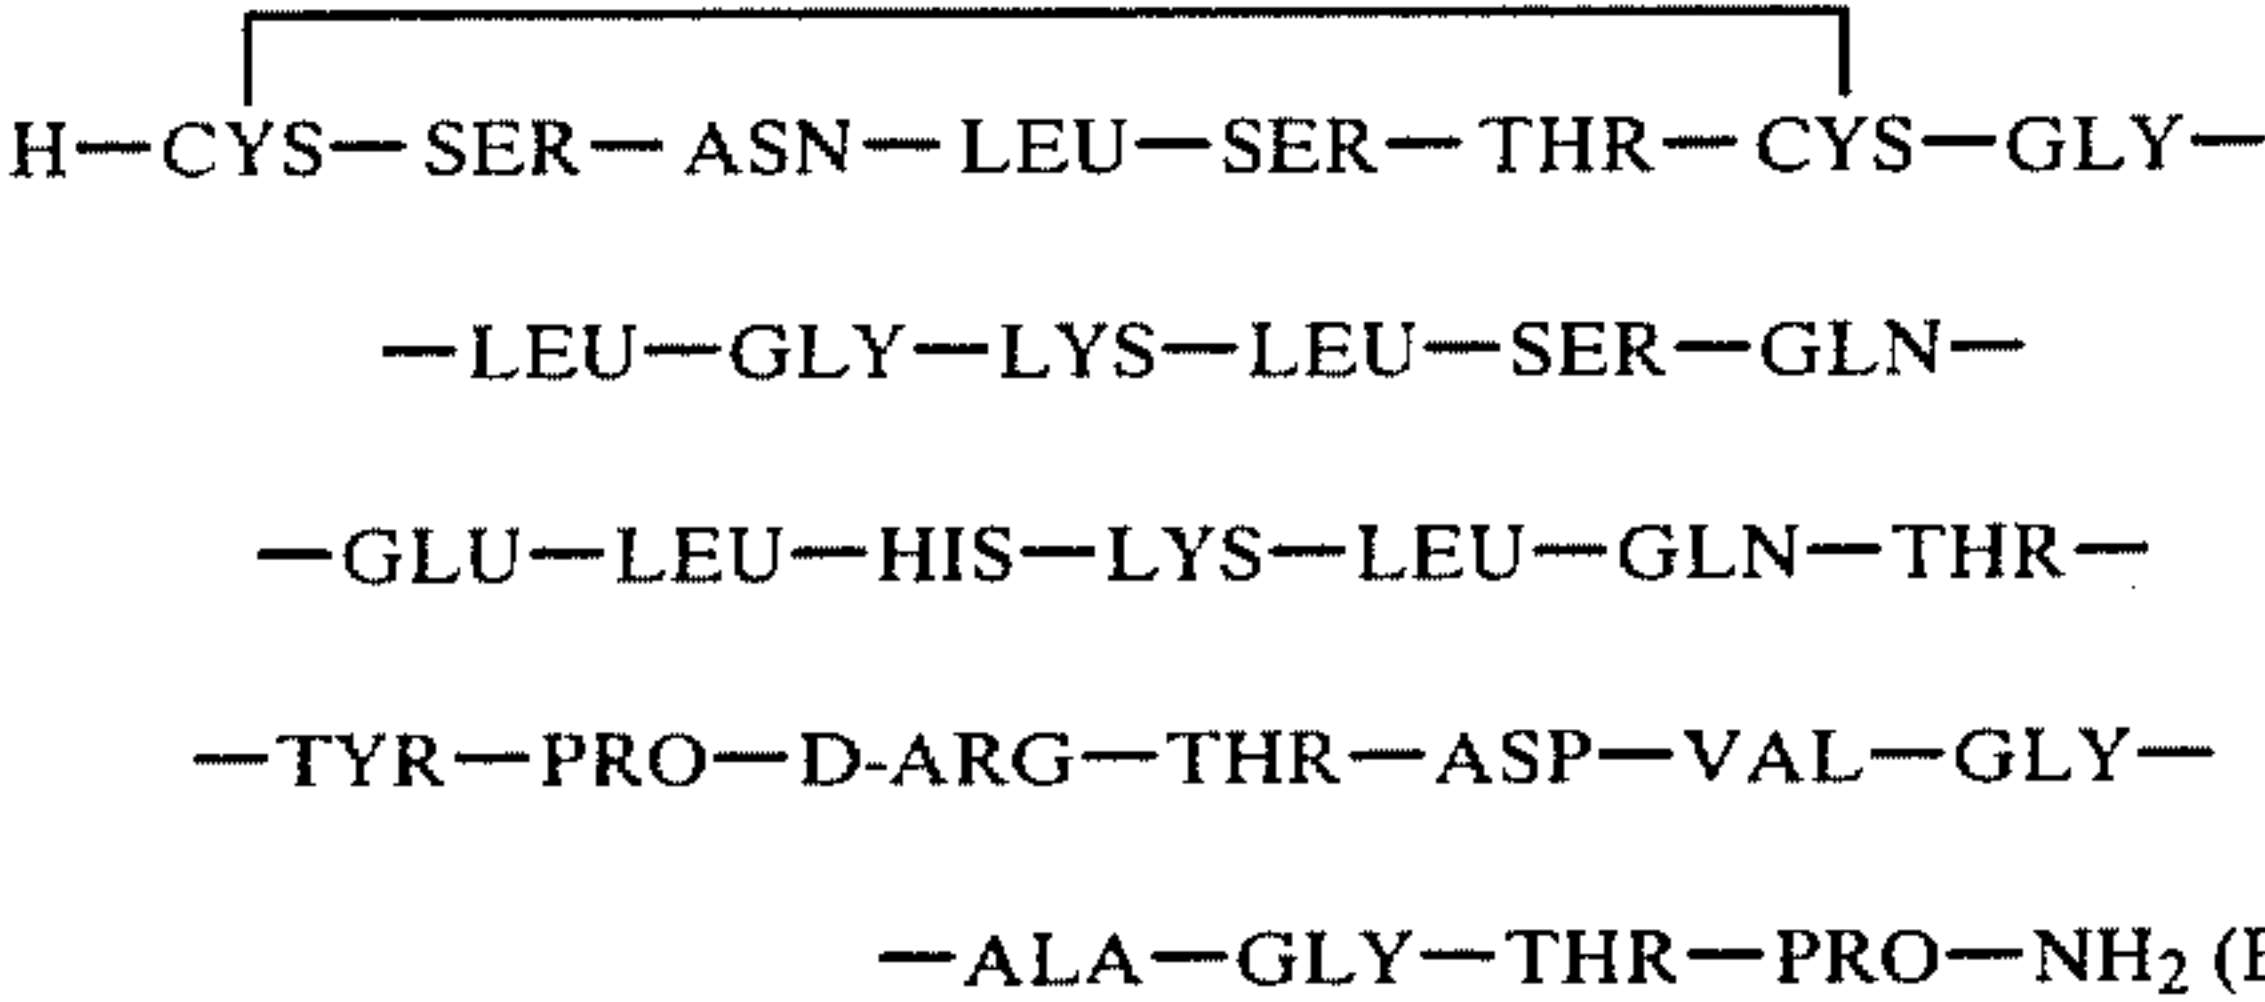 H—CYS—SER—ASN—LEU—SER—THR—CYS—GLY—
—LEU—GLY—LYS—LEU—SER—GLN—
—GLU—LEU—HIS—LYS—LEU—GLN—THR—
—TYR—PRO—D-ARG—THR—ASP—VAL—GLY—
—ALA—GLY—THR—PRO—NH₂